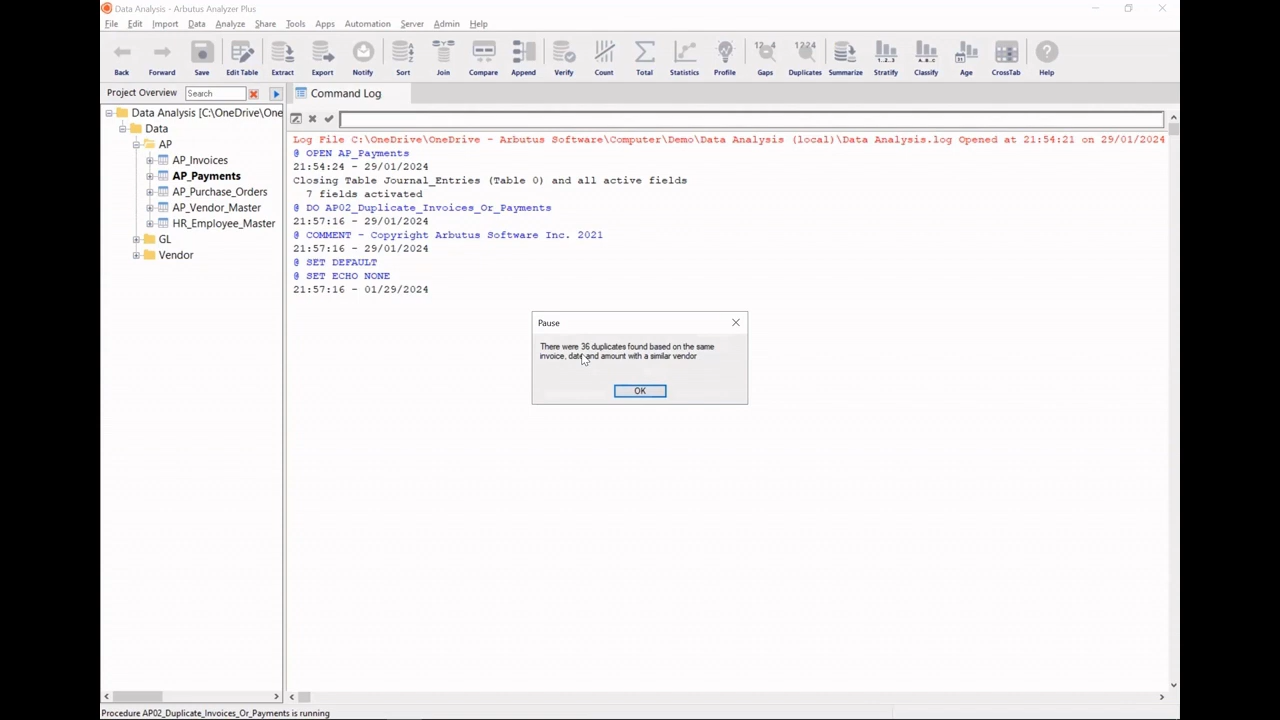 Data Analysis - Arbutus Analyzer Plus
File Edit Import Data Analyze Share Tools Apps Automation Server Admin Help
Back Forward Save Edit Table Extract Export Notify Sort Join Compare Append Verify Count Total Statistics Profile Gaps Duplicates Summarize Stratify Classify Age CrossTab Help
Project Overview Search
Command Log
Data Analysis [C:\OneDrive\One
Data
AP
AP_Invoices
AP_Payments
AP_Purchase_Orders
AP_Vendor_Master
HR_Employee_Master
GL
Vendor
Log File C:\OneDrive\OneDrive - Arbutus Software\Computer\Demo\Data Analysis (local)\Data Analysis.log Opened at 21:54:21 on 29/01/2024
@ OPEN AP_Payments
21:54:24 - 29/01/2024
Closing Table Journal_Entries (Table 0) and all active fields
7 fields activated
@ DO AP02_Duplicate_Invoices_Or_Payments
21:57:16 - 29/01/2024
@ COMMENT - Copyright Arbutus Software Inc. 2021
21:57:16 - 29/01/2024
@ SET DEFAULT
@ SET ECHO NONE
21:57:16 - 01/29/2024
Pause
There were 36 duplicates found based on the same
invoice, date and amount with a similar vendor
OK
Procedure AP02_Duplicate_Invoices_Or_Payments is running